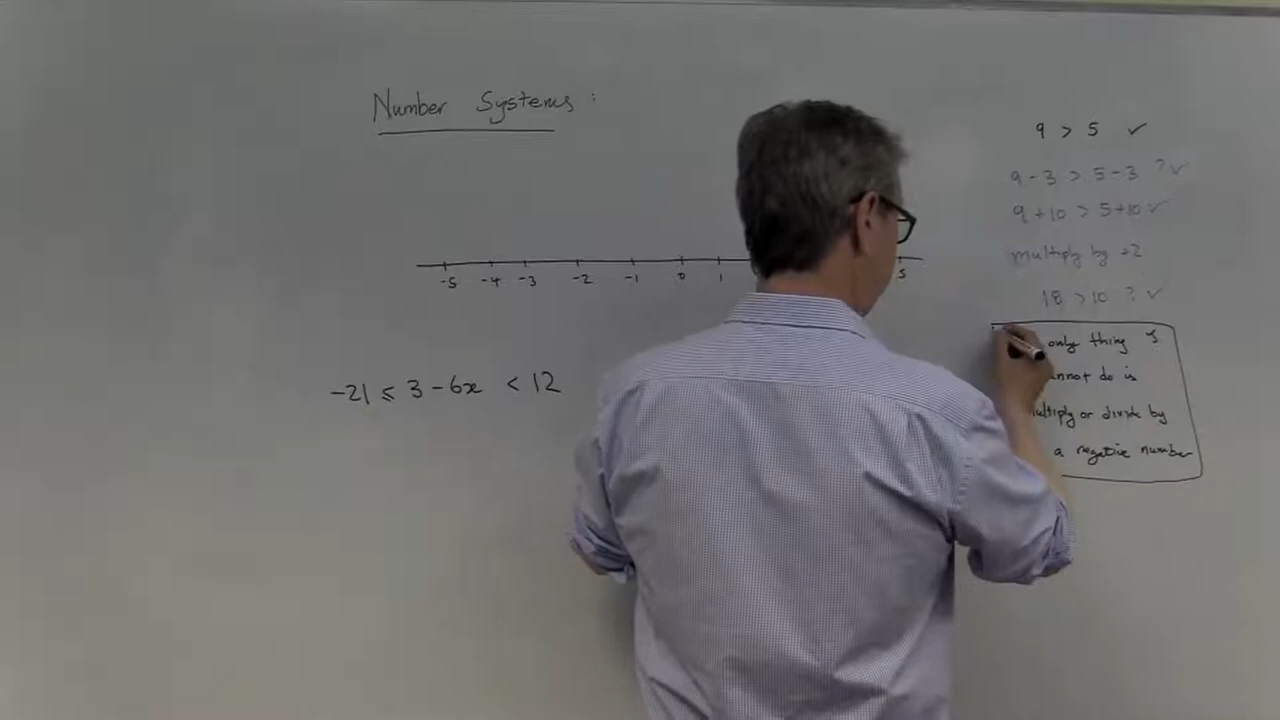 Number Systems :
-5 -4 -3 -2 -1 0 1 5
-21 ≤ 3 - 6x < 12
9 > 5 ✓
9 - 3 > 5 - 3 ? ✓
9 + 10 > 5 + 10 ✓
multiply by +2
18 > 10 ? ✓
only thing
nnot do is
ultiply or divide by
a negative number